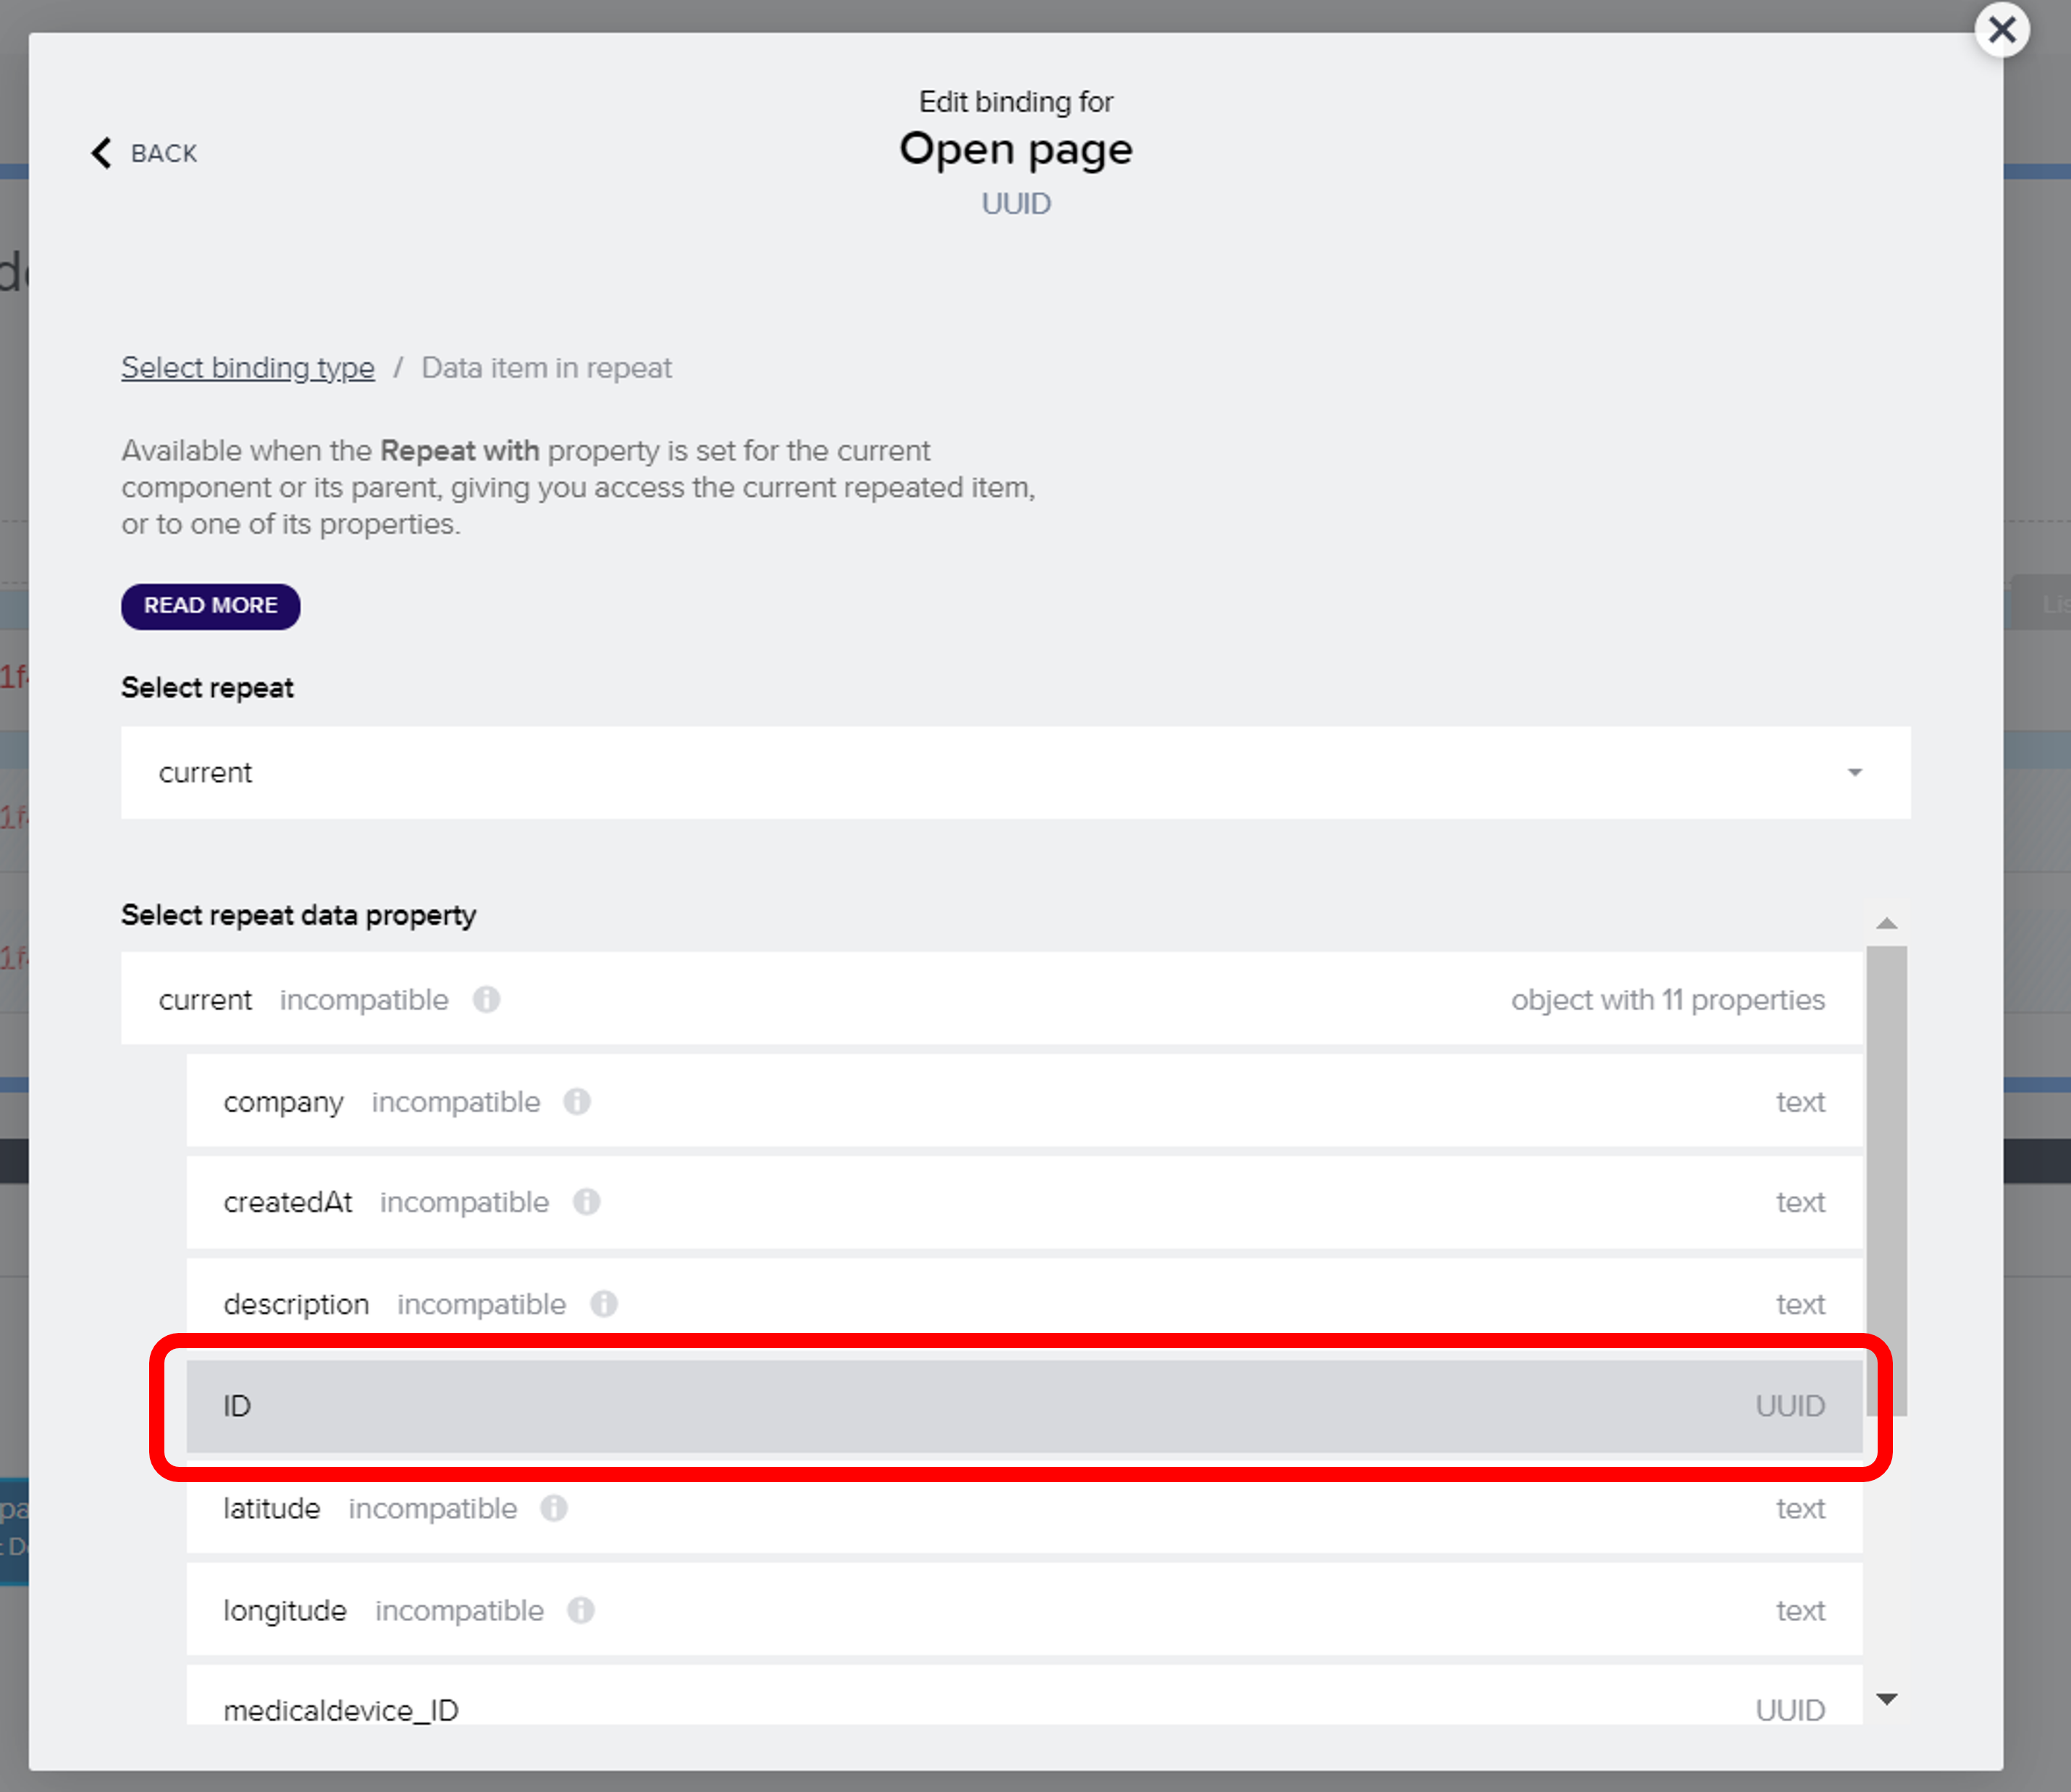 Edit binding for
BACK
Open page
UUID
Select binding type / Data item in repeat
Available when the Repeat with property is set for the current
component or its parent, giving you access the current repeated item,
or to one of its properties.
READ MORE
Select repeat
current
Select repeat data property
current incompatible object with 11 properties
company incompatible text
createdAt incompatible text
description incompatible text
ID UUID
latitude incompatible text
longitude incompatible text
medicaldevice_ID UUID